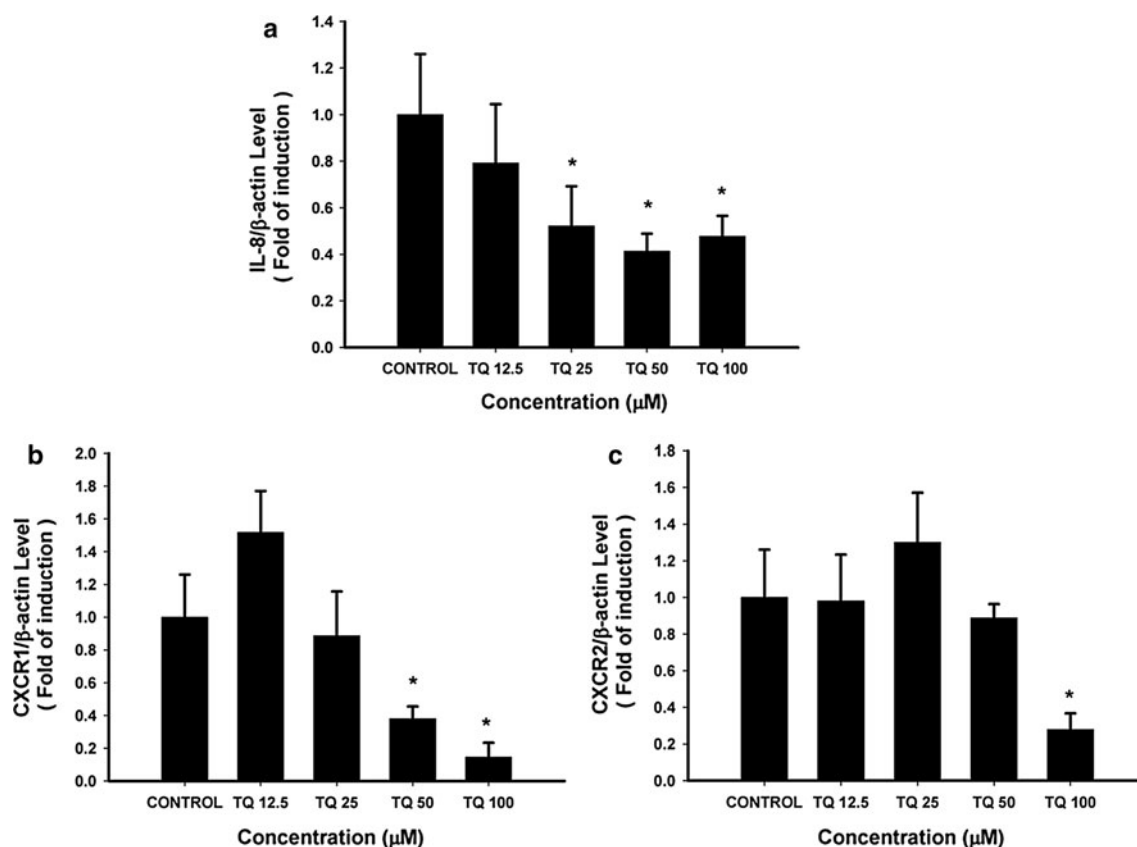 a
IL-8/β-actin Level
( Fold of induction )
1.4
1.2
1.0
0.8
0.6
0.4
0.2
0.0
*
*
*
CONTROL TQ 12.5 TQ 25 TQ 50 TQ 100
Concentration (µM)
b
CXCR1/β-actin Level
( Fold of induction )
2.0
1.8
1.6
1.4
1.2
1.0
0.8
0.6
0.4
0.2
0.0
*
*
CONTROL TQ 12.5 TQ 25 TQ 50 TQ 100
Concentration (µM)
c
CXCR2/β-actin Level
( Fold of induction )
1.8
1.6
1.4
1.2
1.0
0.8
0.6
0.4
0.2
0.0
*
CONTROL TQ 12.5 TQ 25 TQ 50 TQ 100
Concentration (µM)